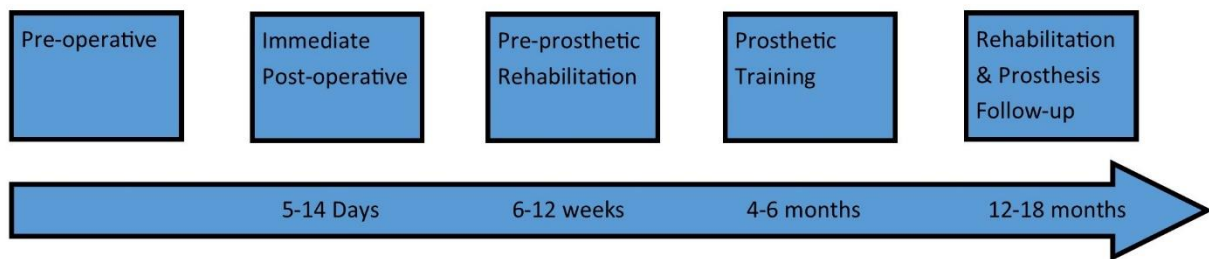 Pre-operative
Immediate
Post-operative
Pre-prosthetic
Rehabilitation
Prosthetic
Training
Rehabilitation
& Prosthesis
Follow-up
5-14 Days
6-12 weeks
4-6 months
12-18 months